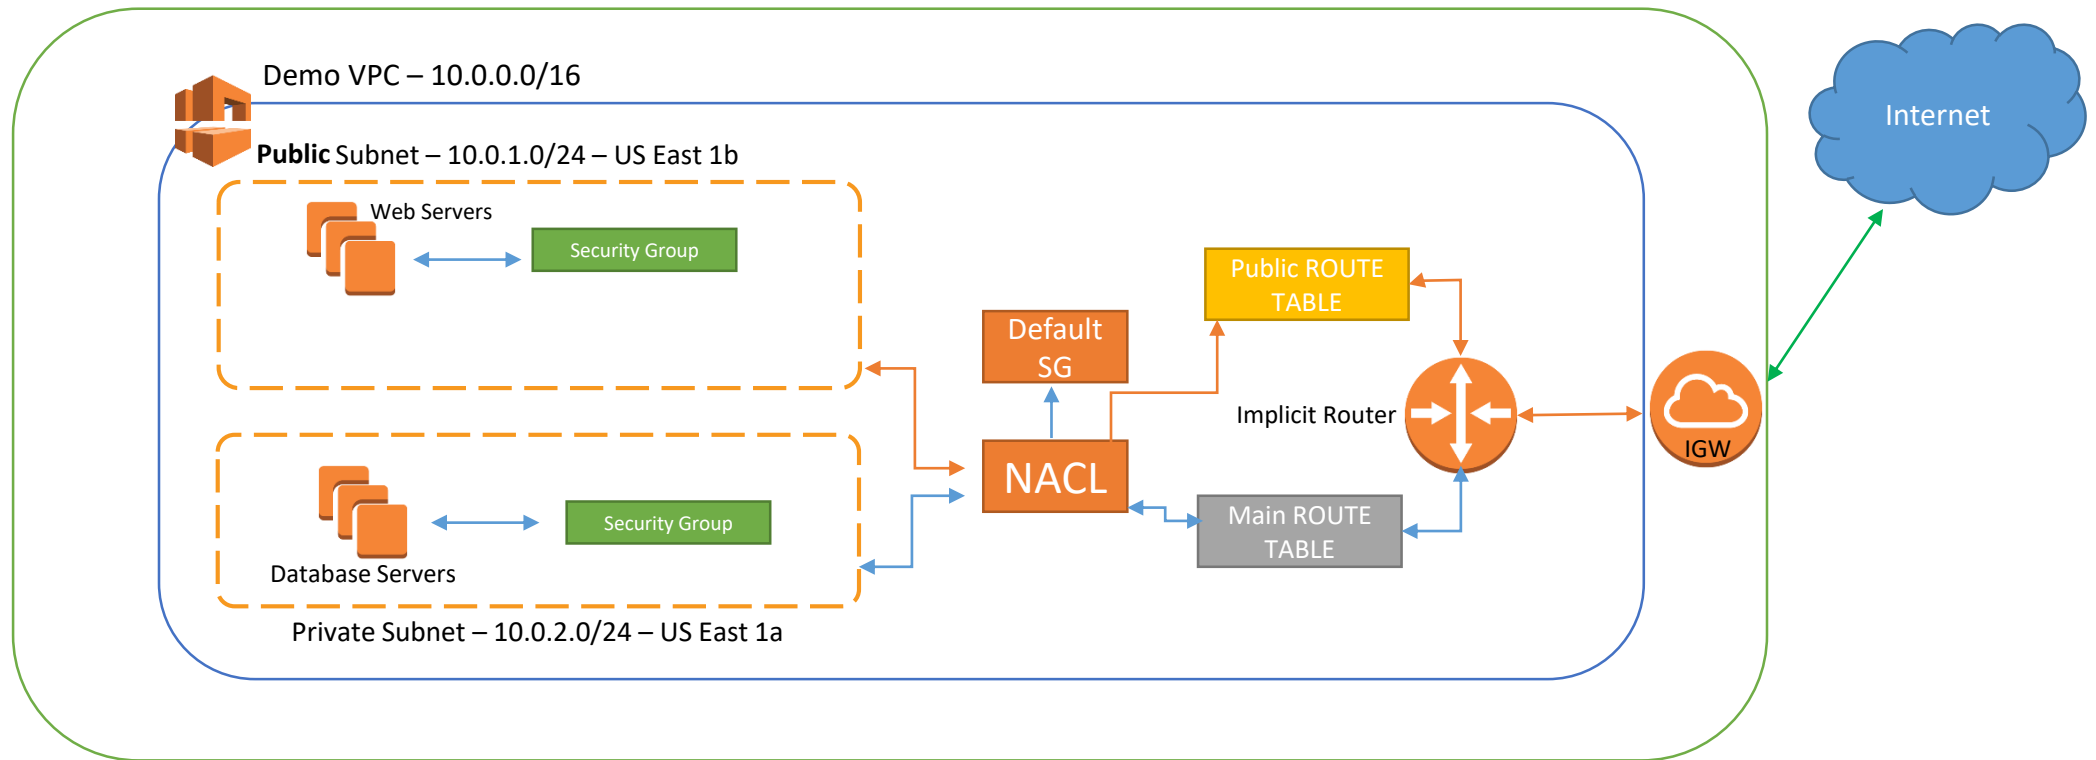 Demo VPC – 10.0.0.0/16
Internet
Public Subnet – 10.0.1.0/24 – US East 1b
Web Servers
Security Group
Public ROUTE
TABLE
Default
SG
Implicit Router
IGW
NACL
Main ROUTE
TABLE
Security Group
Database Servers
Private Subnet – 10.0.2.0/24 – US East 1a